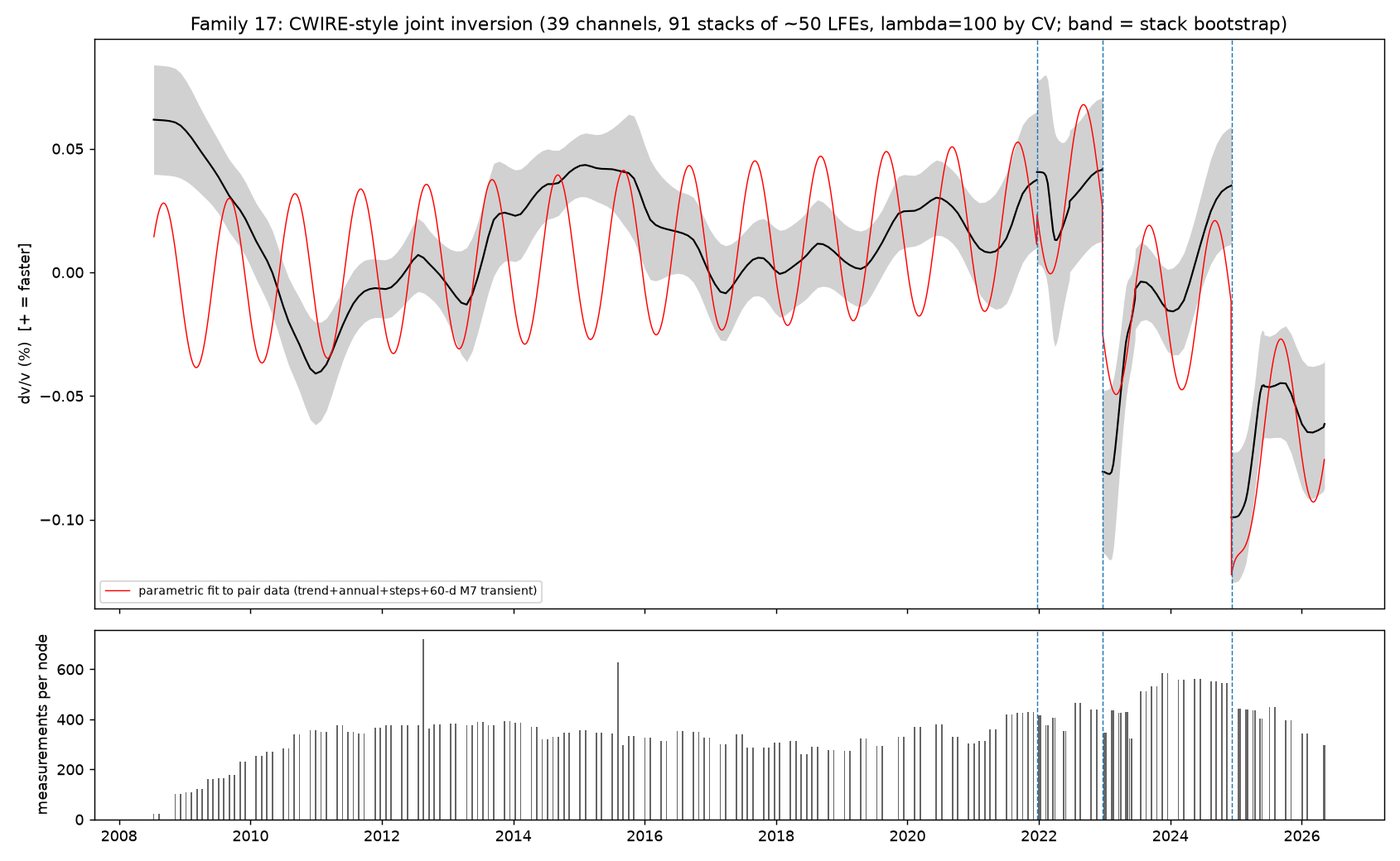 Family 17: CWIRE-style joint inversion (39 channels, 91 stacks of ~50 LFEs, lambda=100 by CV; band = stack bootstrap)
dv/v (%)  [+ = faster]
0.05
0.00
−0.05
−0.10
parametric fit to pair data (trend+annual+steps+60-d M7 transient)
measurements per node
600
400
200
0
2008 2010 2012 2014 2016 2018 2020 2022 2024 2026